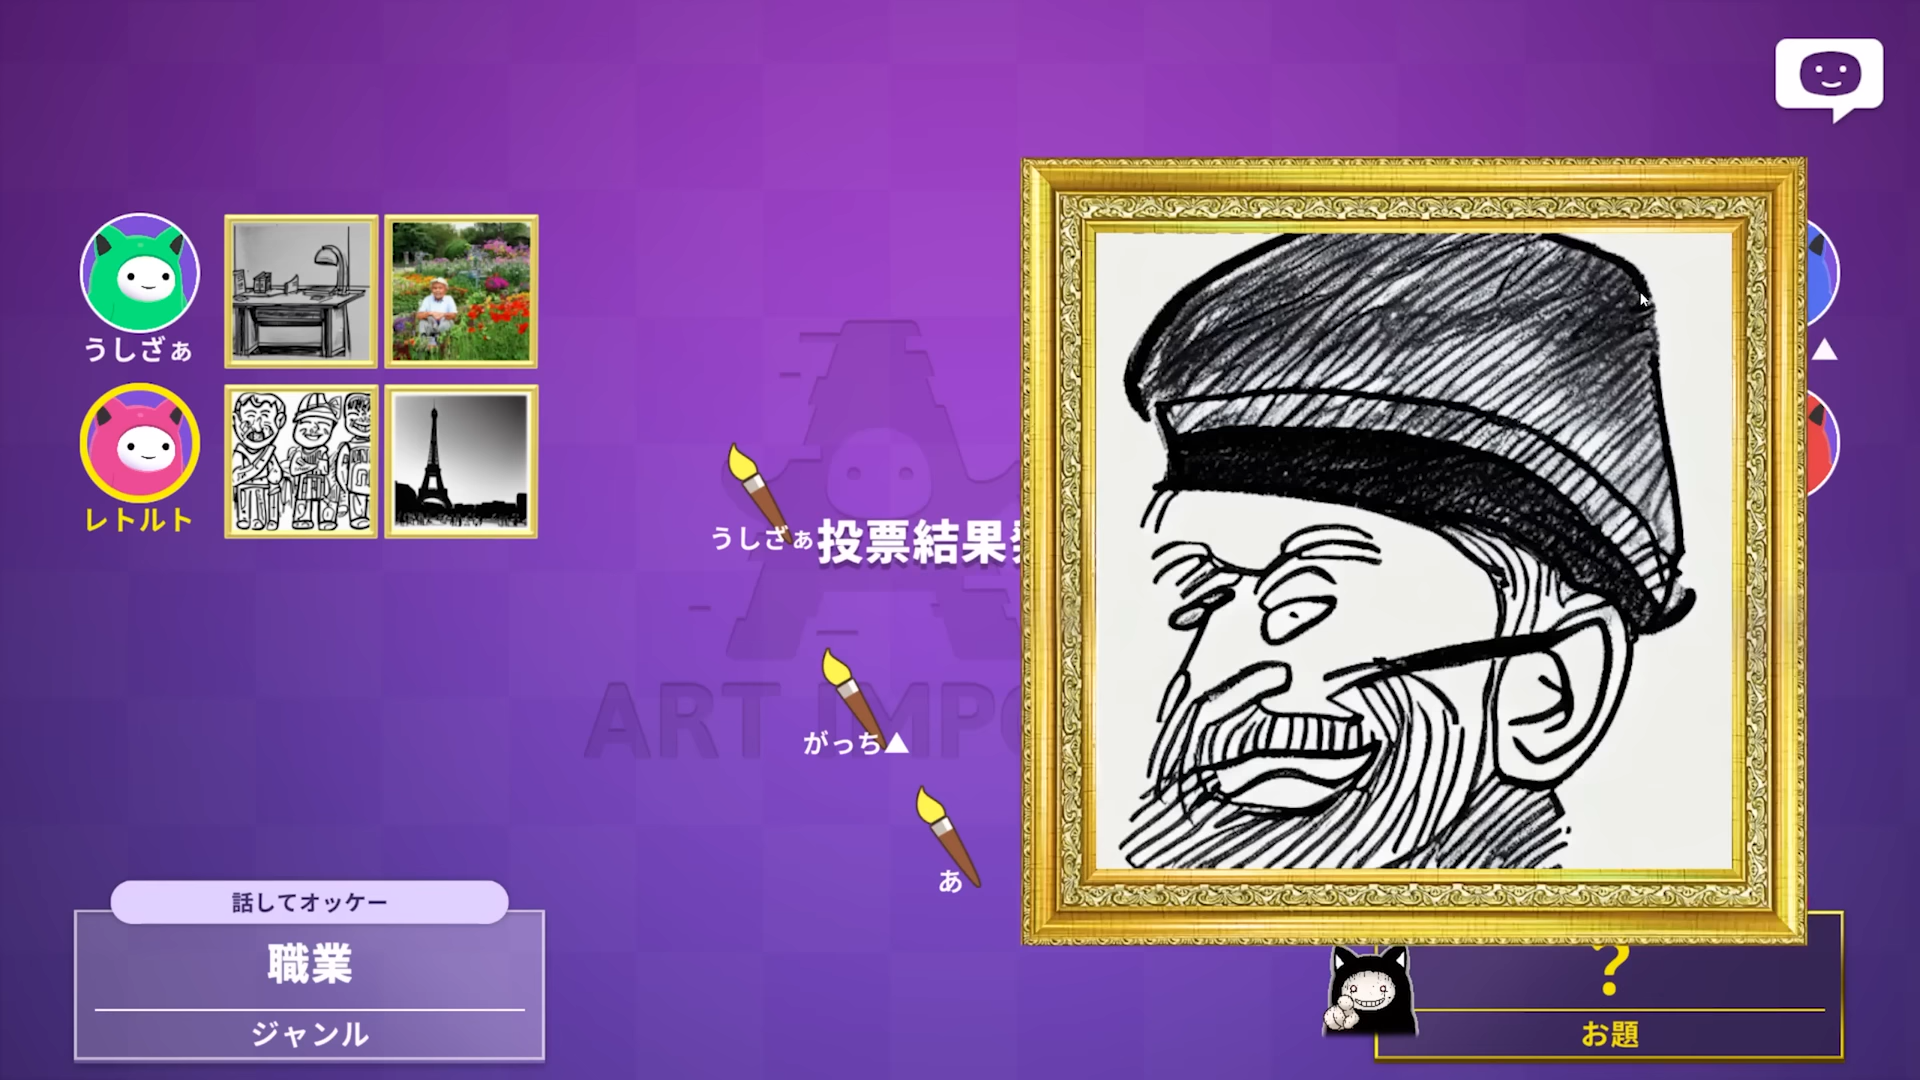 うしざぁ
レトルト
うしざぁ
投票結果
がっち▲
▲
あ
ART IMPO
話してオッケー
職業
ジャンル
?
お題